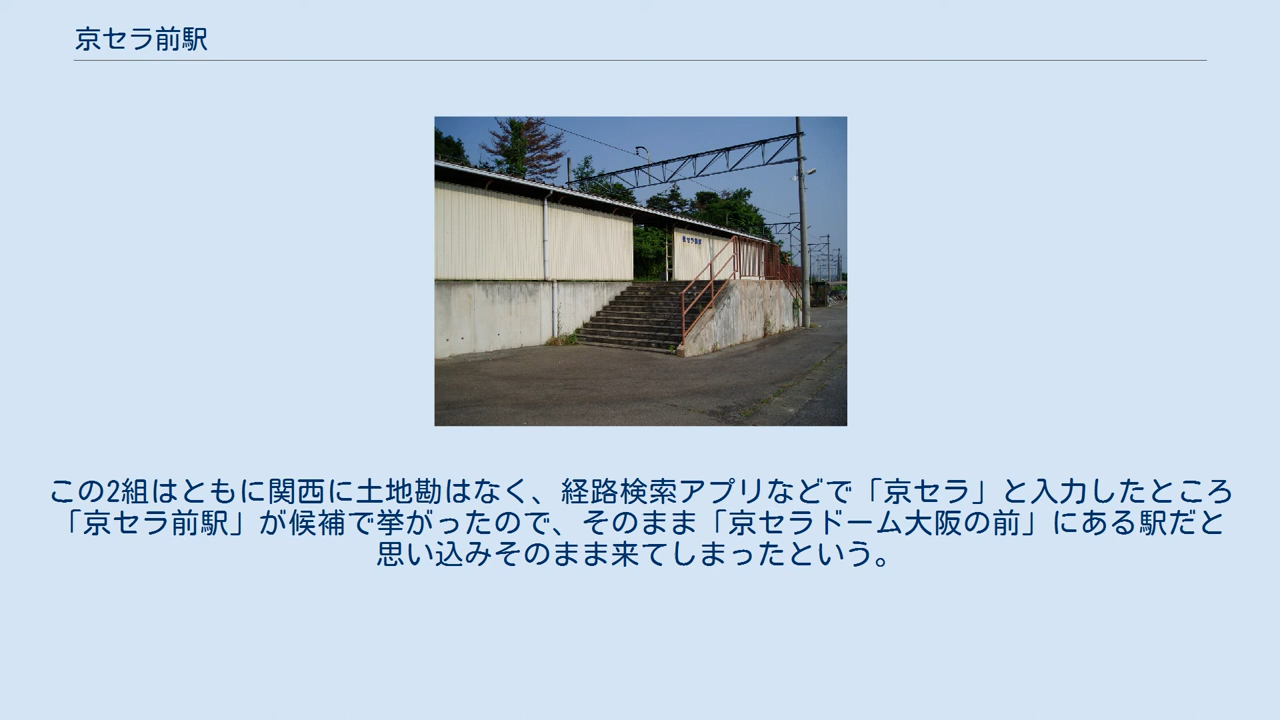 京セラ前駅
京セラ前駅
この2組はともに関西に土地勘はなく、経路検索アプリなどで「京セラ」と入力したところ
「京セラ前駅」が候補で挙がったので、そのまま「京セラドーム大阪の前」にある駅だと
思い込みそのまま来てしまったという。